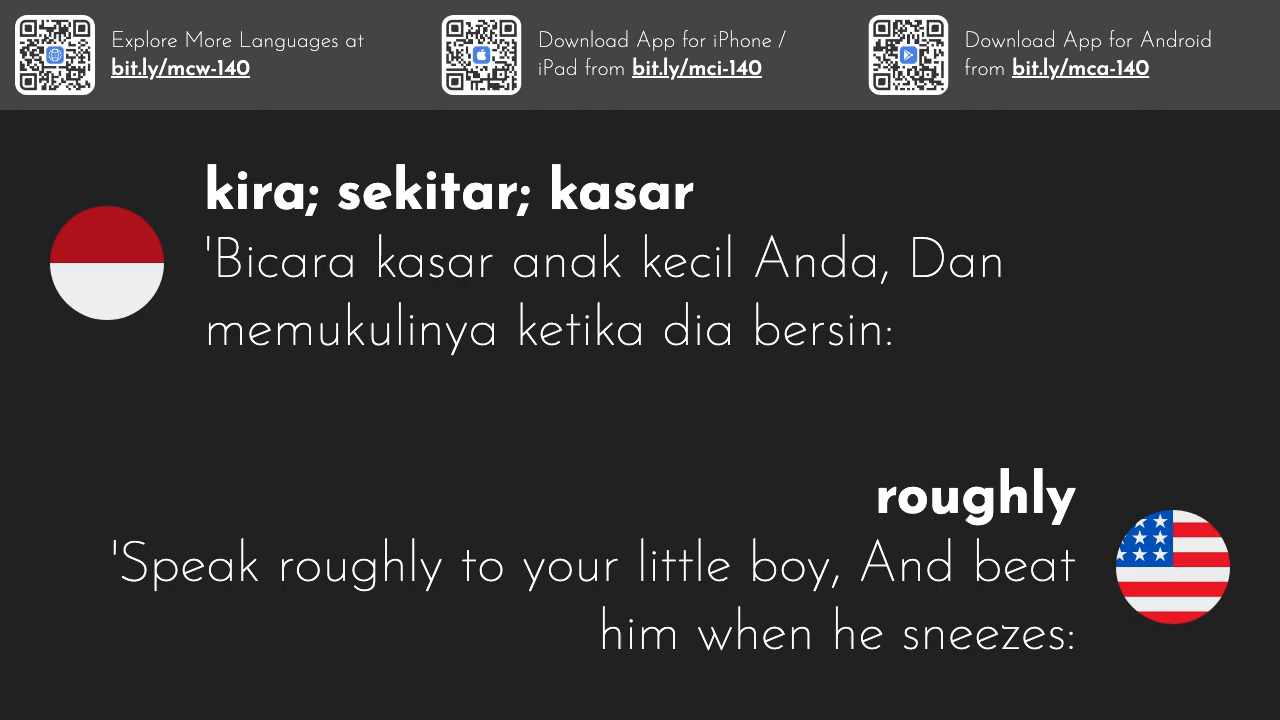 Explore More Languages at
bit.ly/mcw-140
Download App for iPhone /
iPad from bit.ly/mci-140
Download App for Android
from bit.ly/mca-140
kira; sekitar; kasar
'Bicara kasar anak kecil Anda, Dan
memukulinya ketika dia bersin:
roughly
'Speak roughly to your little boy, And beat
him when he sneezes: